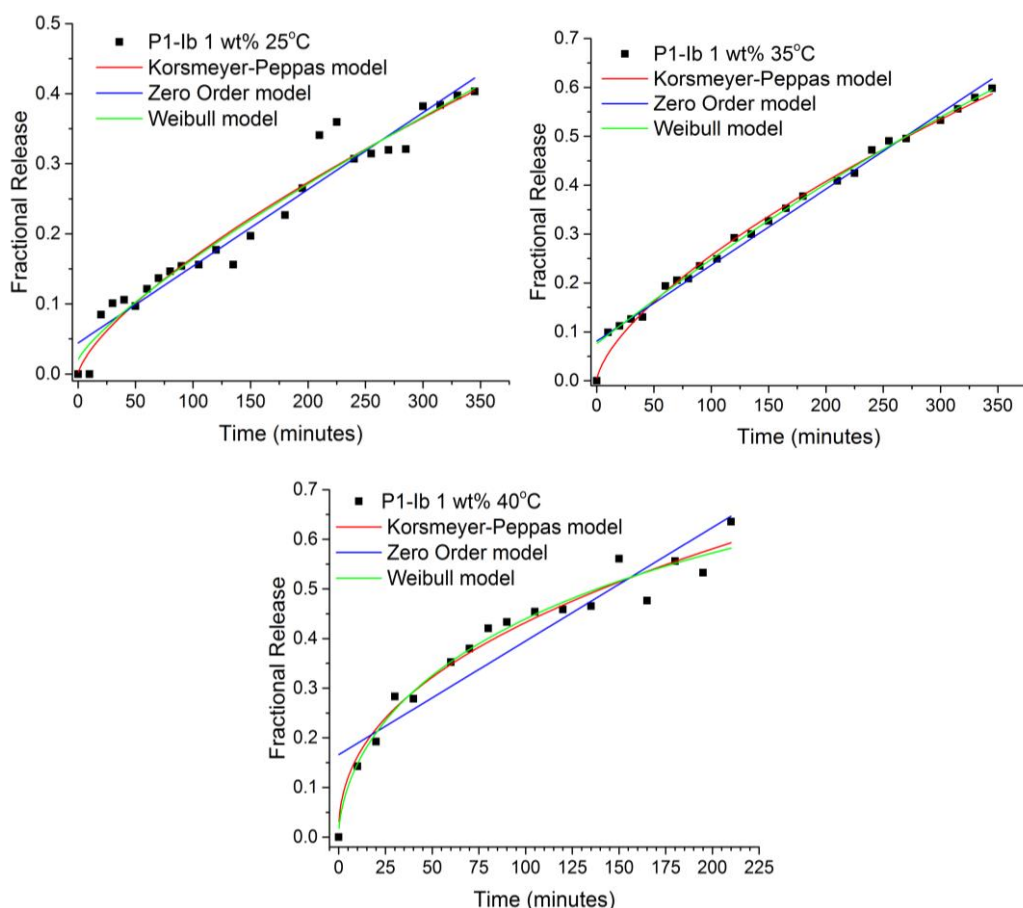 P1-Ib 1 wt% 25°C
Korsmeyer-Peppas model
Zero Order model
Weibull model
Fractional Release
0.5
0.4
0.3
0.2
0.1
0.0
0 50 100 150 200 250 300 350
Time (minutes)
P1-Ib 1 wt% 35°C
Korsmeyer-Peppas model
Zero Order model
Weibull model
Fractional Release
0.7
0.6
0.5
0.4
0.3
0.2
0.1
0.0
0 50 100 150 200 250 300 350
Time (minutes)
P1-Ib 1 wt% 40°C
Korsmeyer-Peppas model
Zero Order model
Weibull model
Fractional Release
0.7
0.6
0.5
0.4
0.3
0.2
0.1
0.0
0 25 50 75 100 125 150 175 200 225
Time (minutes)